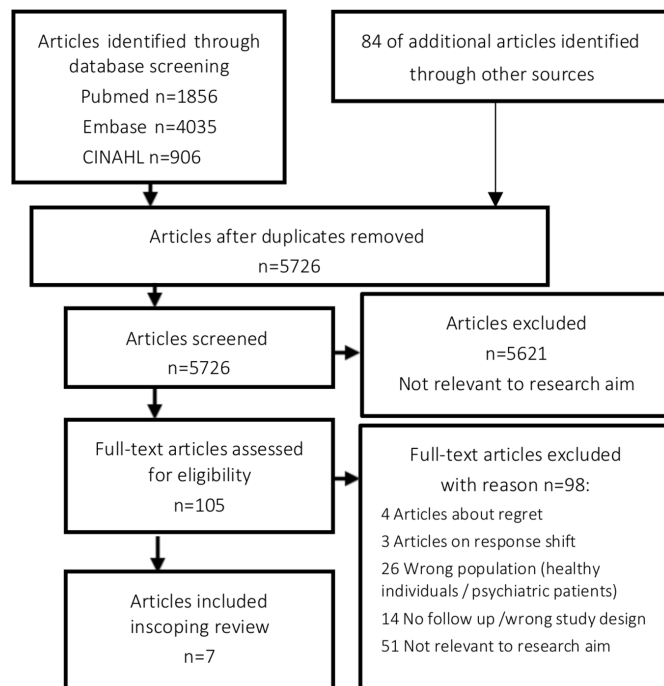 Articles identified through
database screening
Pubmed n=1856
Embase n=4035
CINAHL n=906
84 of additional articles identified
through other sources
Articles after duplicates removed
n=5726
Articles screened
n=5726
Articles excluded
n=5621
Not relevant to research aim
Full-text articles assessed
for eligibility
n=105
Full-text articles excluded
with reason n=98:
4 Articles about regret
3 Articles on response shift
26 Wrong population (healthy
individuals / psychiatric patients)
14 No follow up /wrong study design
51 Not relevant to research aim
Articles included
inscoping review
n=7